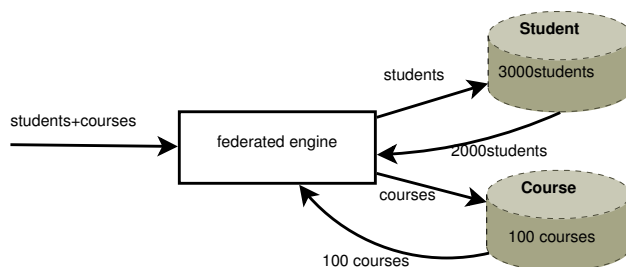 Student
3000students
students
students+courses
federated engine
2000students
courses
Course
100 courses
100 courses